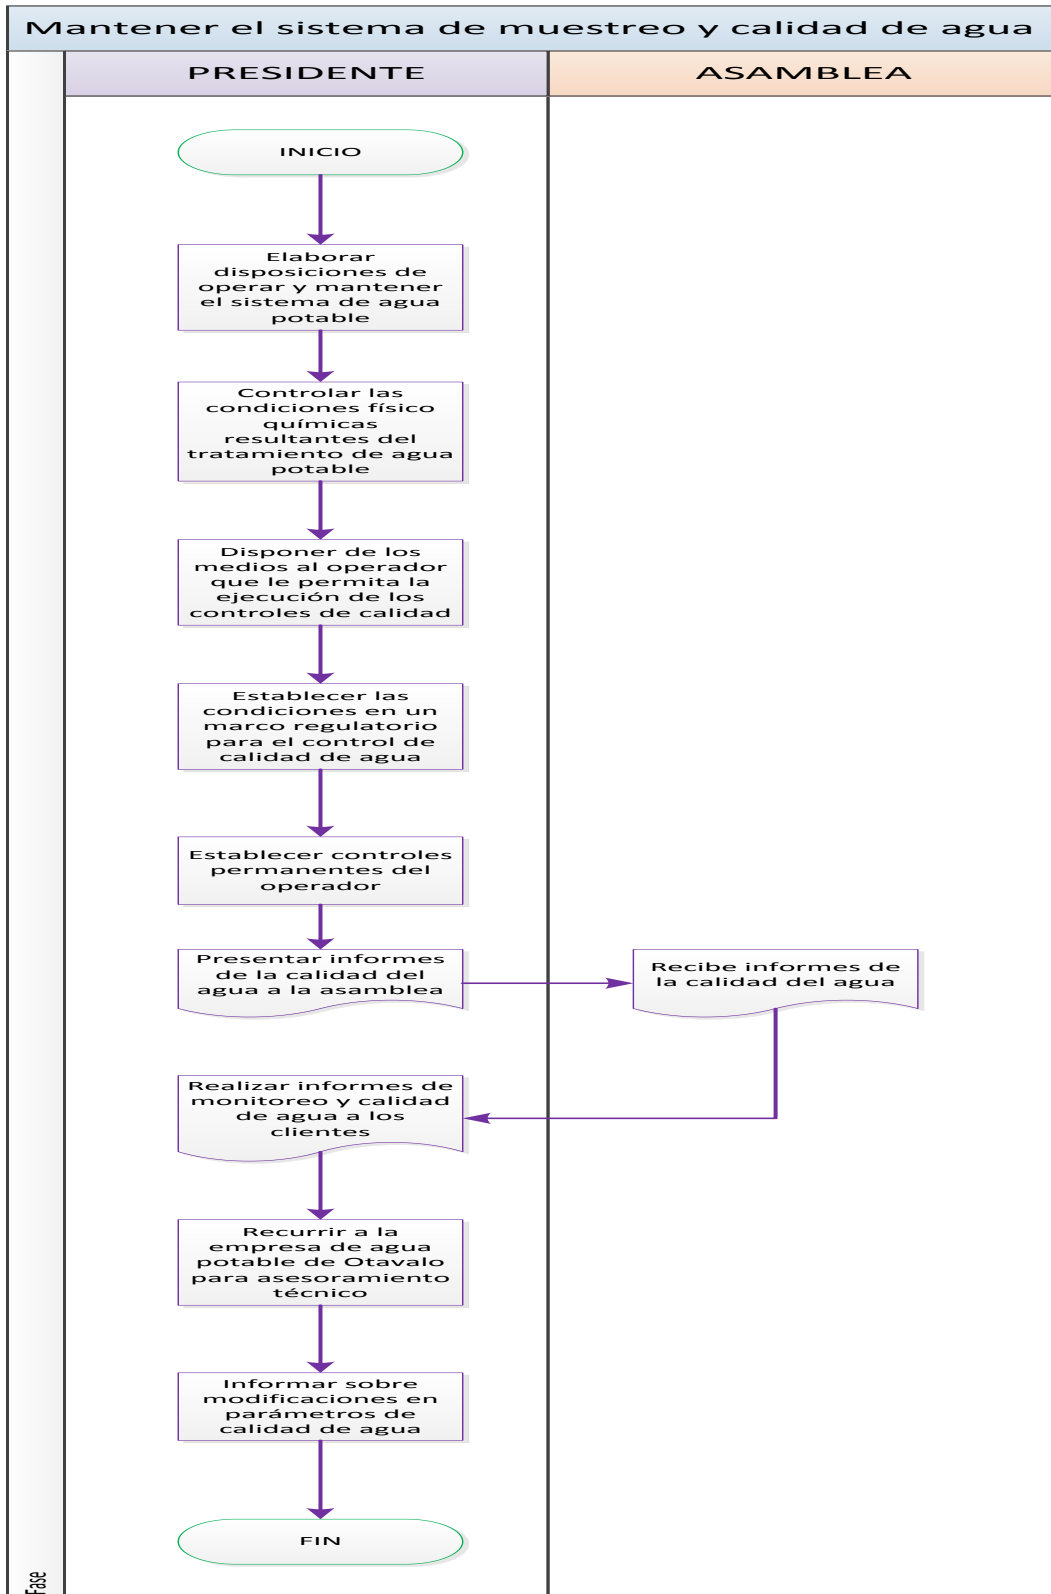 Mantener el sistema de muestreo y calidad de agua
PRESIDENTE
ASAMBLEA
INICIO
Elaborar
disposiciones de
operar y mantener
el sistema de agua
potable
Controlar las
condiciones físico
químicas
resultantes del
tratamiento de agua
potable
Disponer de los
medios al operador
que le permita la
ejecución de los
controles de calidad
Establecer las
condiciones en un
marco regulatorio
para el control de
calidad de agua
Establecer controles
permanentes del
operador
Presentar informes
de la calidad del
agua a la asamblea
Recibe informes de
la calidad del agua
Realizar informes de
monitoreo y calidad
de agua a los
clientes
Recurrir a la
empresa de agua
potable de Otavalo
para asesoramiento
técnico
Informar sobre
modificaciones en
parámetros de
calidad de agua
FIN
Fase